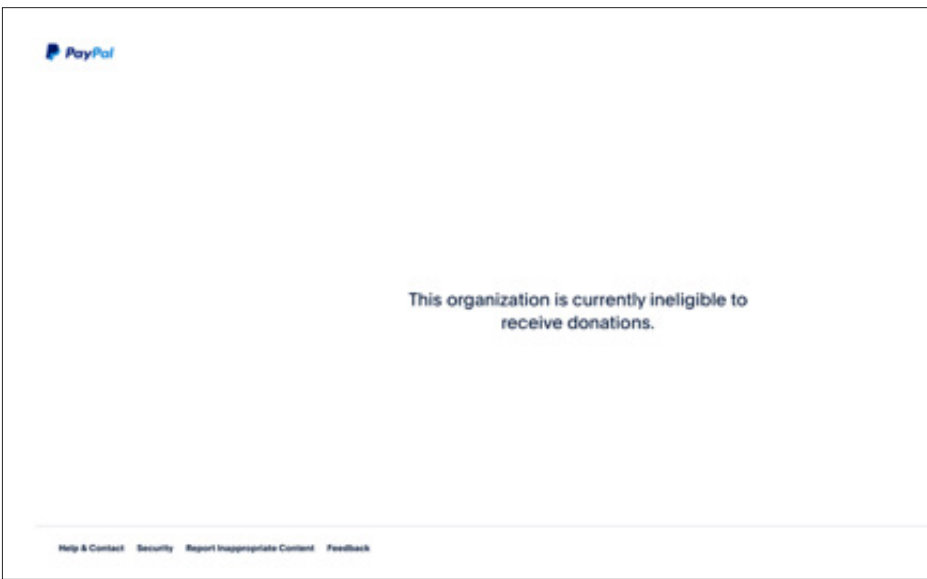 PayPal
This organization is currently ineligible to
receive donations.
Help & Contact Security Report Inappropriate Content Feedback